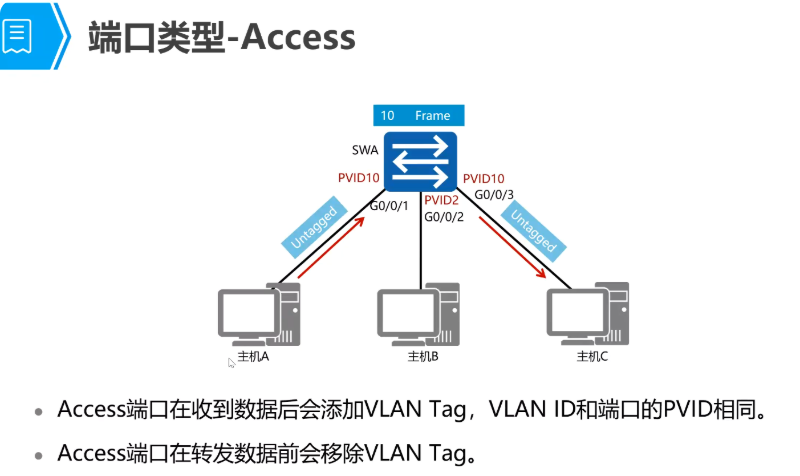 端口类型-Access
10 Frame
SWA
PVID10
PVID10
G0/0/1
PVID2
G0/0/3
G0/0/2
Untagged
Untagged
主机A
主机B
主机C
Access端口在收到数据后会添加VLAN Tag，VLAN ID和端口的PVID相同。
Access端口在转发数据前会移除VLAN Tag。